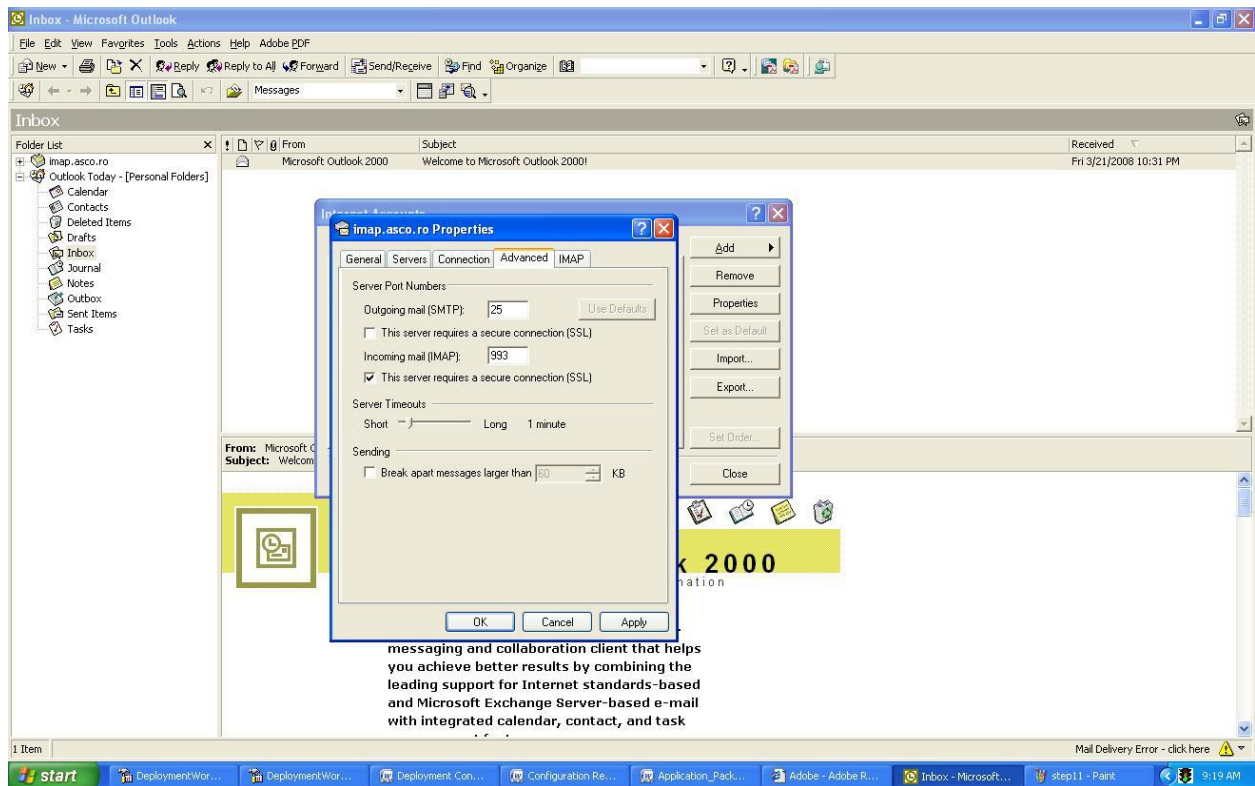 Inbox - Microsoft Outlook
File Edit View Favorites Tools Actions Help Adobe PDF
New Reply Reply to All Forward Send/Receive Find Organize
Messages
Inbox
Folder List
imap.asco.ro
Outlook Today - [Personal Folders]
Calendar
Contacts
Deleted Items
Drafts
Inbox
Journal
Notes
Outbox
Sent Items
Tasks
From Subject Received
Microsoft Outlook 2000 Welcome to Microsoft Outlook 2000! Fri 3/21/2008 10:31 PM
imap.asco.ro Properties
General Servers Connection Advanced IMAP
Server Port Numbers
Outgoing mail (SMTP): 25 Use Defaults
This server requires a secure connection (SSL)
Incoming mail (IMAP): 993
This server requires a secure connection (SSL)
Server Timeouts
Short Long 1 minute
Sending
Break apart messages larger than 60 KB
OK Cancel Apply
Add
Remove
Properties
Set as Default
Import...
Export...
Set Order...
Close
From: Microsoft
Subject: Welcom
2000
messaging and collaboration client that helps
you achieve better results by combining the
leading support for Internet standards-based
and Microsoft Exchange Server-based e-mail
with integrated calendar, contact, and task
1 Item
Mail Delivery Error - click here
start DeploymentWor... DeploymentWor... Deployment Con... Configuration Re... Application_Pack... Adobe - Adobe R... Inbox - Microsoft... step11 - Paint 9:19 AM